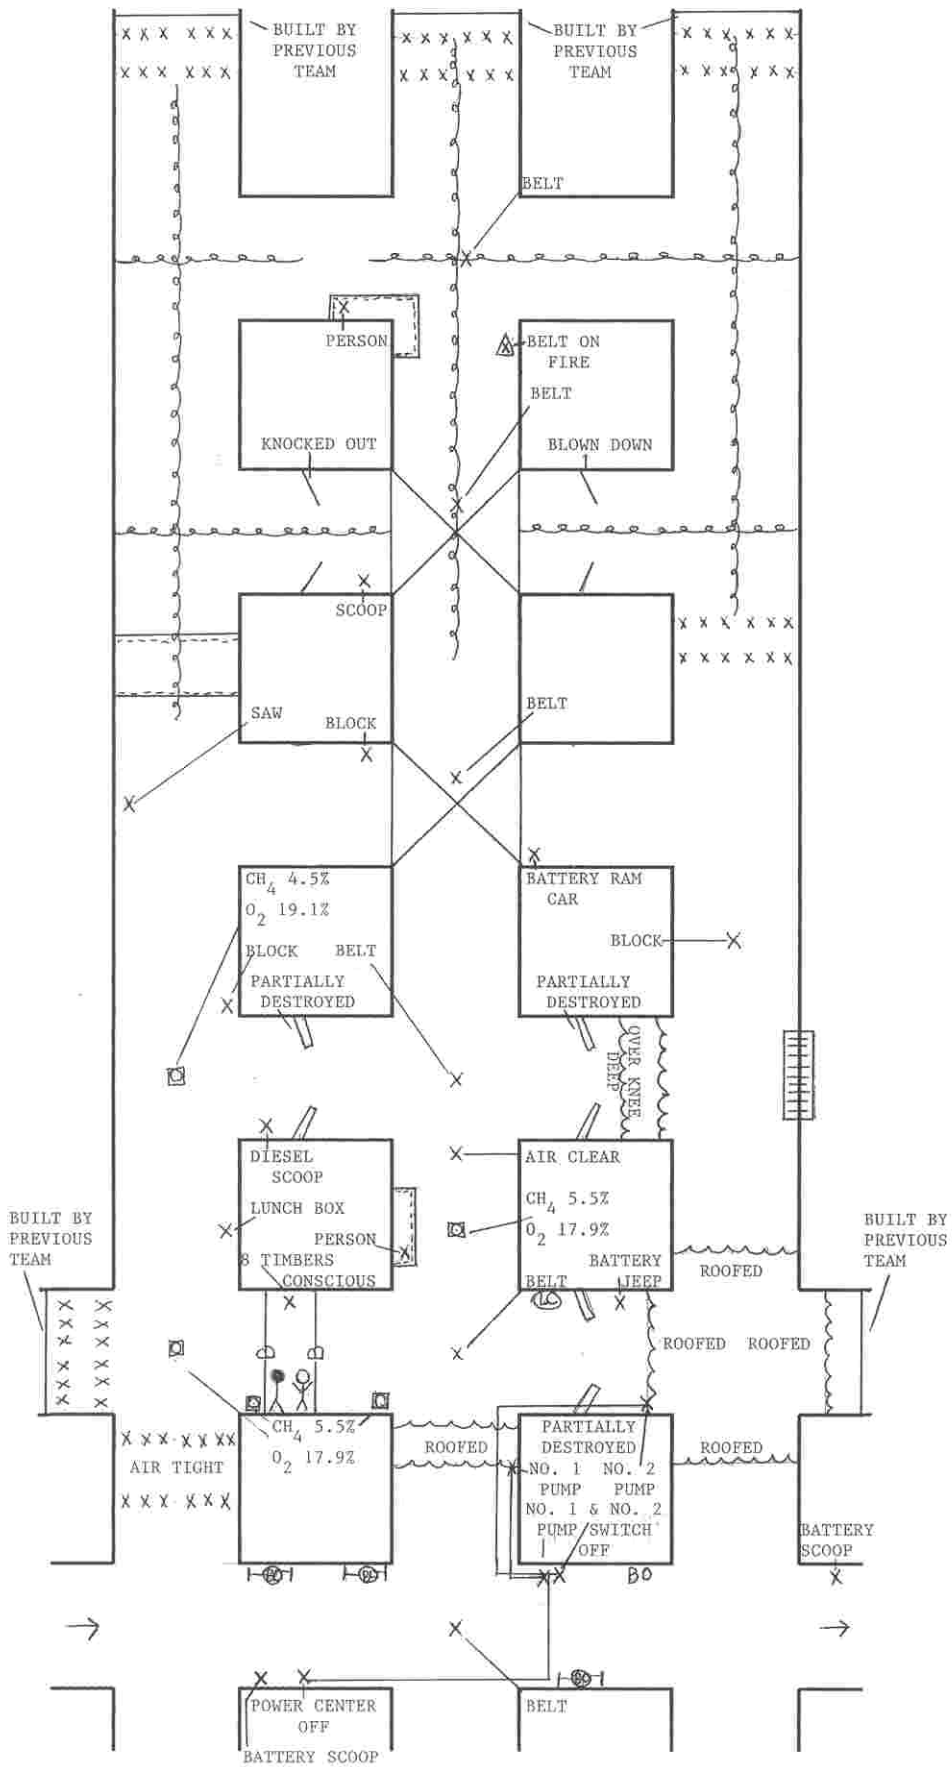 BUILT BY
PREVIOUS
TEAM
BUILT BY
PREVIOUS
TEAM
BELT
PERSON
BELT ON
FIRE
BELT
KNOCKED OUT
BLOWN DOWN
SCOOP
SAW
BLOCK
BELT
CH4 4.5%
O2 19.1%
BLOCK
BELT
PARTIALLY
DESTROYED
BATTERY RAM
CAR
BLOCK
PARTIALLY
DESTROYED
OVER KNEE
DEEP
DIESEL
SCOOP
AIR CLEAR
LUNCH BOX
CH4 5.5%
O2 17.9%
PERSON
8 TIMBERS
CONSCIOUS
BELT
BATTERY
JEEP
BUILT BY
PREVIOUS
TEAM
BUILT BY
PREVIOUS
TEAM
ROOFED
LC
ROOFED
ROOFED
CH4 5.5%
O2 17.9%
AIR TIGHT
ROOFED
PARTIALLY
DESTROYED
NO. 1 NO. 2
PUMP PUMP
NO. 1 & NO. 2
PUMP SWITCH
OFF
ROOFED
BATTERY
SCOOP
BO
BO
POWER CENTER
OFF
BATTERY SCOOP
BELT